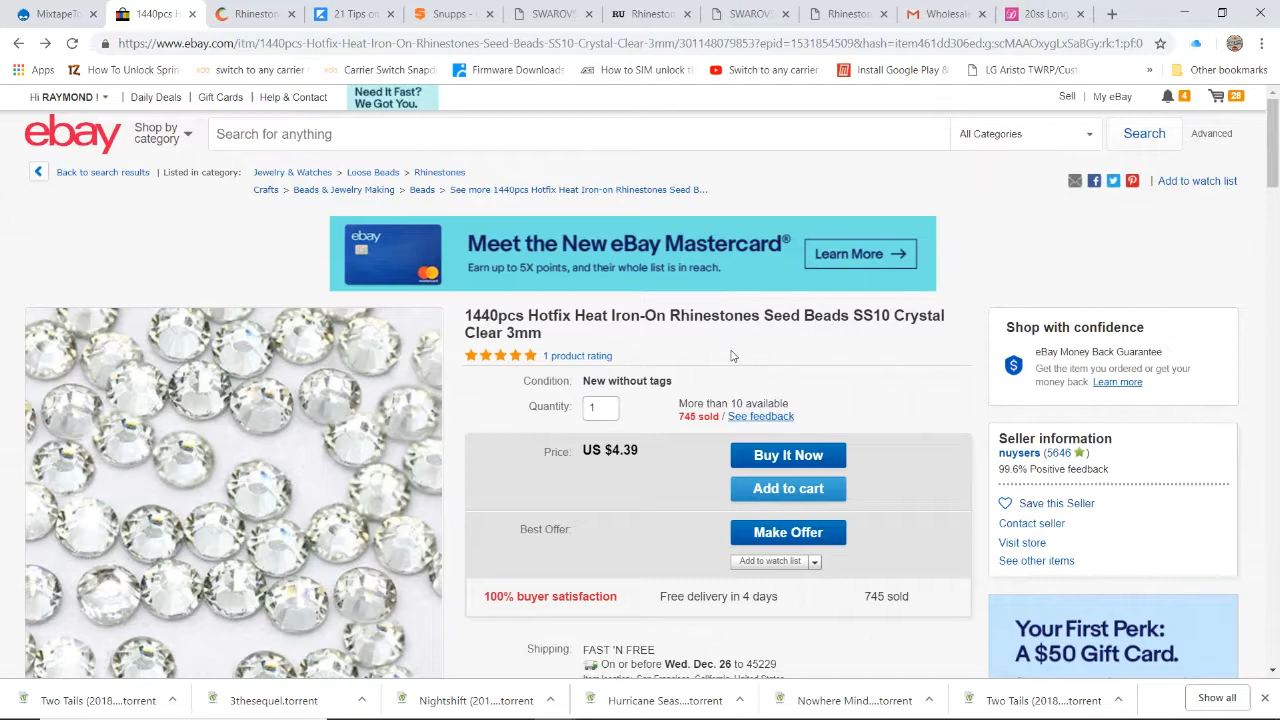 MixtapeTo
1440pcs H
Rhineston
21 Tips on
Snupps -
SWARO
Rhineston
SWAROVS
Rhineston
Wholesale
20ss Long
https://www.ebay.com/itm/1440pcs-Hotfix-Heat-Iron-On-Rhinestones-Seed-Beads-SS10-Crystal-Clear-3mm/301148079853?epid=1531354509&hash=item461dd306ed:g:scMAAOxygLxSaBGy:rk:1:pf:0
Apps
How To Unlock Sprin
switch to any carrier
Carrier Switch Snapd
Firmware Downloads
How to SIM unlock ti
Switch to any carrier
Install Google Play &
LG Aristo TWRP/Cust
»
Other bookmarks
Hi RAYMOND ! | Daily Deals | Gift Cards | Help & Contact
Need It Fast?
We Got You.
Sell | My eBay
4
28
ebay
Shop by
category
Search for anything
All Categories
Search
Advanced
Back to search results | Listed in category:
Jewelry & Watches > Loose Beads > Rhinestones
Crafts > Beads & Jewelry Making > Beads > See more 1440pcs Hotfix Heat Iron-on Rhinestones Seed B...
| Add to watch list
ebay
Meet the New eBay Mastercard®
Earn up to 5X points, and their whole list is in reach.
Learn More
1440pcs Hotfix Heat Iron-On Rhinestones Seed Beads SS10 Crystal
Clear 3mm
1 product rating
Condition: New without tags
Quantity: 1
More than 10 available
745 sold / See feedback
Price: US $4.39
Buy It Now
Add to cart
Best Offer:
Make Offer
Add to watch list
100% buyer satisfaction
Free delivery in 4 days
745 sold
Shipping: FAST 'N FREE
On or before Wed. Dec. 26 to 45229
Item location: San Francisco, California, United States
Shop with confidence
eBay Money Back Guarantee
Get the item you ordered or get your
money back. Learn more
Seller information
nuysers (5646 )
99.6% Positive feedback
Save this Seller
Contact seller
Visit store
See other items
Your First Perk:
A $50 Gift Card.
Two Tails (2018....torrent
3thesequel.torrent
Nightshift (201....torrent
Hurricane Seas....torrent
Nowhere Mind....torrent
Two Tails (2018....torrent
Show all